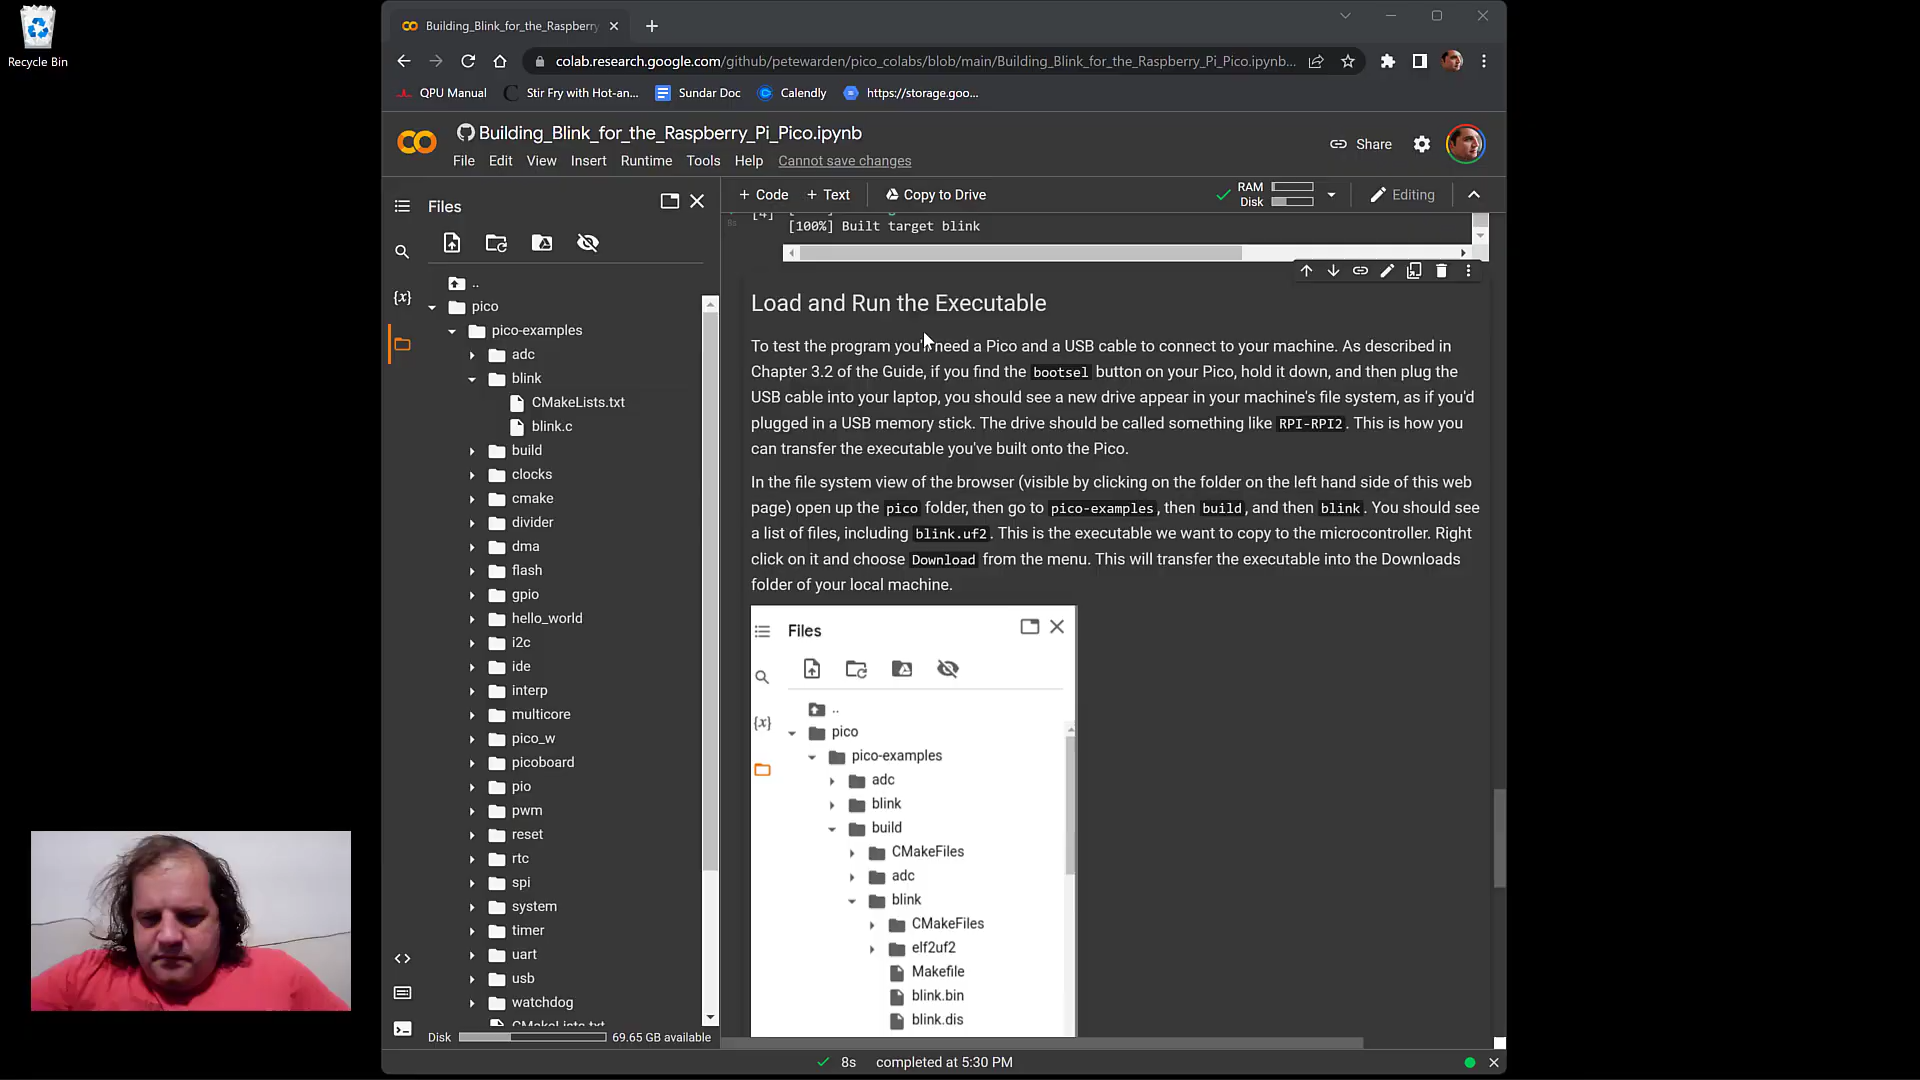 Recycle Bin
Building_Blink_for_the_Raspberry
colab.research.google.com/github/petewarden/pico_colabs/blob/main/Building_Blink_for_the_Raspberry_Pi_Pico.ipynb...
QPU Manual
Stir Fry with Hot-an...
Sundar Doc
Calendly
https://storage.goo...
Building_Blink_for_the_Raspberry_Pi_Pico.ipynb
File Edit View Insert Runtime Tools Help Cannot save changes
Share
Files
+ Code + Text Copy to Drive
RAM
Disk
Editing
..
pico
pico-examples
adc
blink
CMakeLists.txt
blink.c
build
clocks
cmake
divider
dma
flash
gpio
hello_world
i2c
ide
interp
multicore
pico_w
picoboard
pio
pwm
reset
rtc
spi
system
timer
uart
usb
watchdog
CMakeLists.txt
Disk 69.65 GB available
[4]
8s
[100%] Built target blink
Load and Run the Executable
To test the program you'll need a Pico and a USB cable to connect to your machine. As described in
Chapter 3.2 of the Guide, if you find the bootsel button on your Pico, hold it down, and then plug the
USB cable into your laptop, you should see a new drive appear in your machine's file system, as if you'd
plugged in a USB memory stick. The drive should be called something like RPI-RPI2. This is how you
can transfer the executable you've built onto the Pico.
In the file system view of the browser (visible by clicking on the folder on the left hand side of this web
page) open up the pico folder, then go to pico-examples, then build, and then blink. You should see
a list of files, including blink.uf2. This is the executable we want to copy to the microcontroller. Right
click on it and choose Download from the menu. This will transfer the executable into the Downloads
folder of your local machine.
Files
{x}
..
pico
pico-examples
adc
blink
build
CMakeFiles
adc
blink
CMakeFiles
elf2uf2
Makefile
blink.bin
blink.dis
8s completed at 5:30 PM